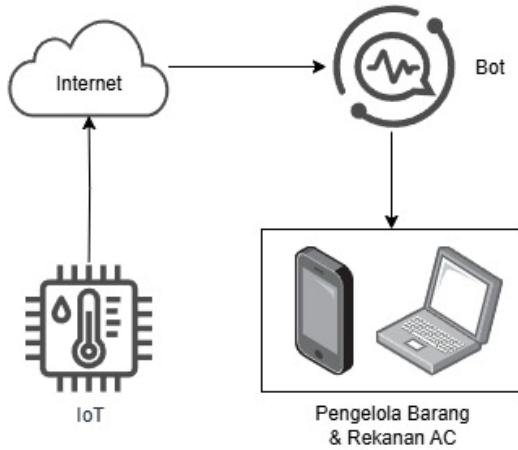 Internet
Bot
IoT
Pengelola Barang
& Rekanan AC